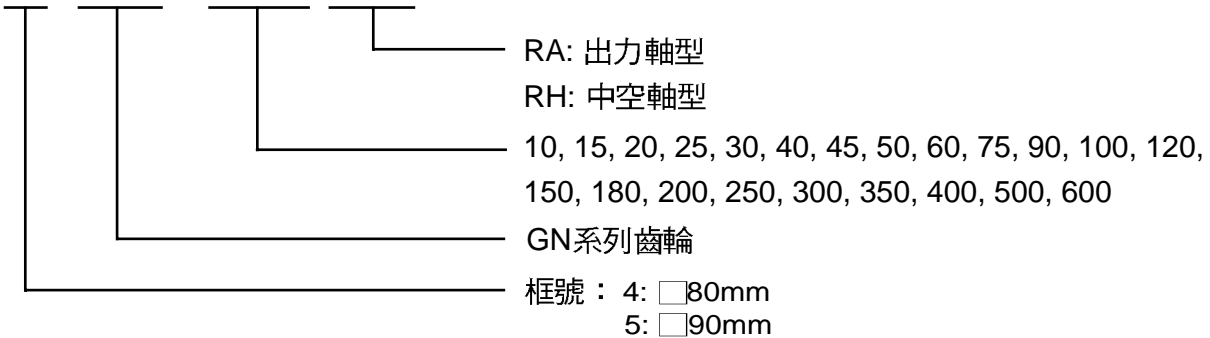 RA: 出力軸型
RH: 中空軸型
10, 15, 20, 25, 30, 40, 45, 50, 60, 75, 90, 100, 120,
150, 180, 200, 250, 300, 350, 400, 500, 600
GN系列齒輪
框號：4: □80mm
5: □90mm